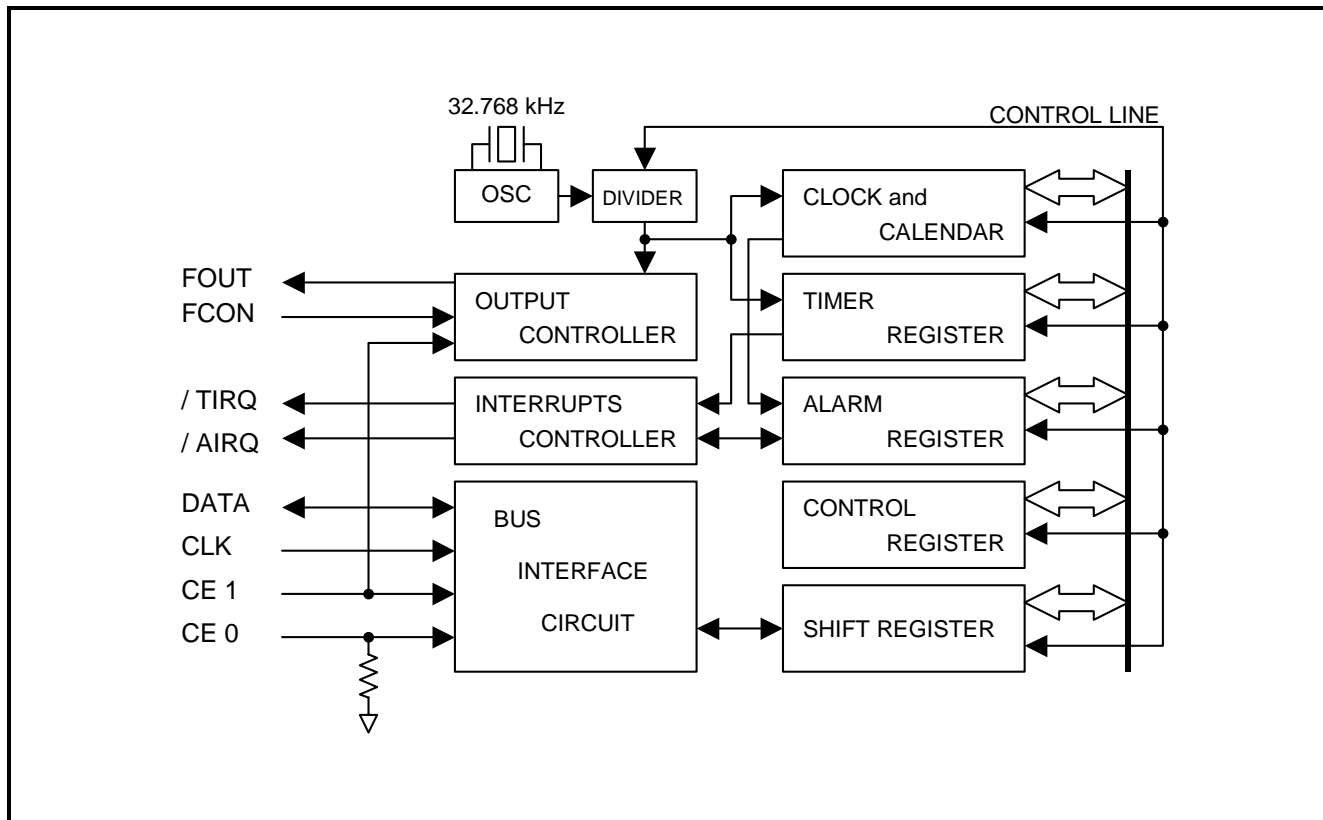 32.768 kHz
CONTROL LINE
OSC
DIVIDER
CLOCK and
CALENDAR
FOUT
FCON
OUTPUT
CONTROLLER
TIMER
REGISTER
/ TIRQ
/ AIRQ
INTERRUPTS
CONTROLLER
ALARM
REGISTER
DATA
CLK
CE 1
CE 0
BUS
INTERFACE
CIRCUIT
CONTROL
REGISTER
SHIFT REGISTER